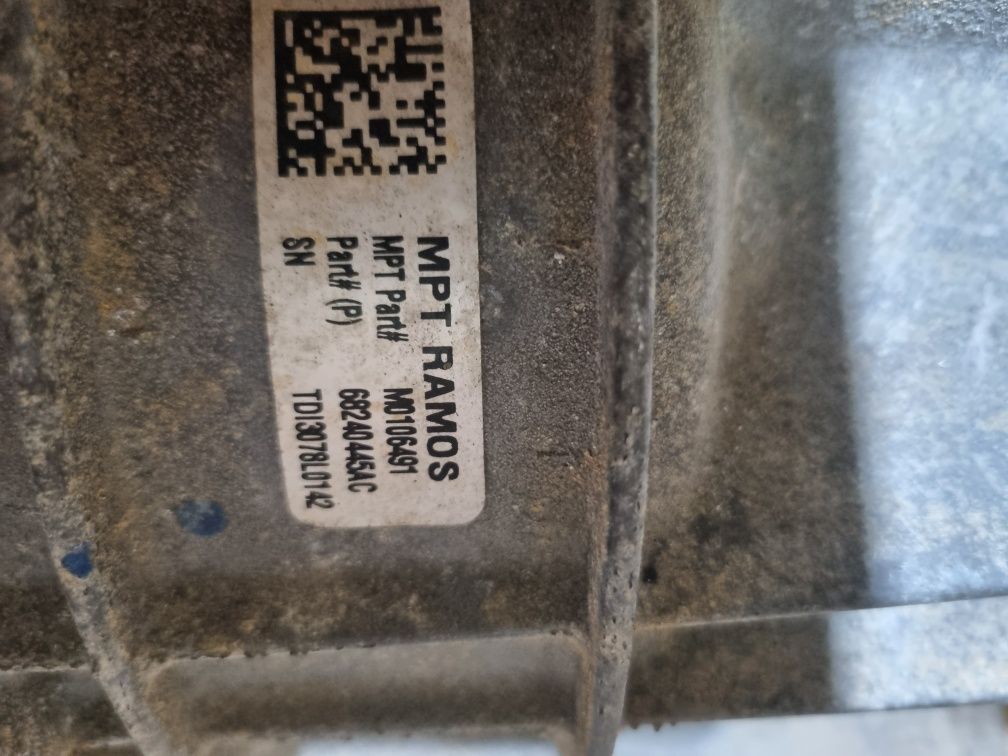 MPT RAMOS
MPT Part# M0106491
Part# (P) 68240445AC
SN TDI3078L0142